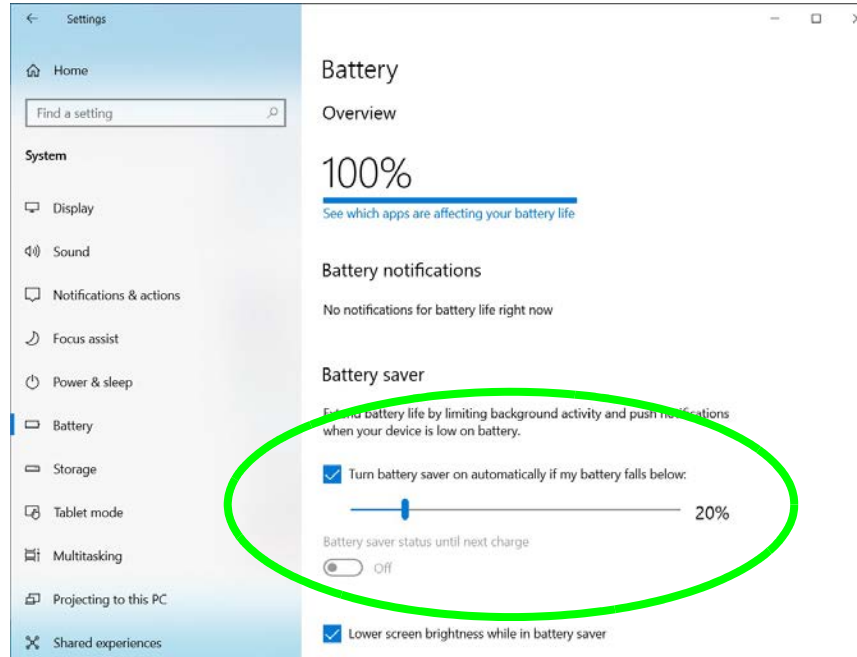 Settings
Home
Find a setting
System
Display
Sound
Notifications & actions
Focus assist
Power & sleep
Battery
Storage
Tablet mode
Multitasking
Projecting to this PC
Shared experiences
Battery
Overview
100%
See which apps are affecting your battery life
Battery notifications
No notifications for battery life right now
Battery saver
Extend battery life by limiting background activity and push notifications
when your device is low on battery.
Turn battery saver on automatically if my battery falls below:
20%
Battery saver status until next charge
Off
Lower screen brightness while in battery saver